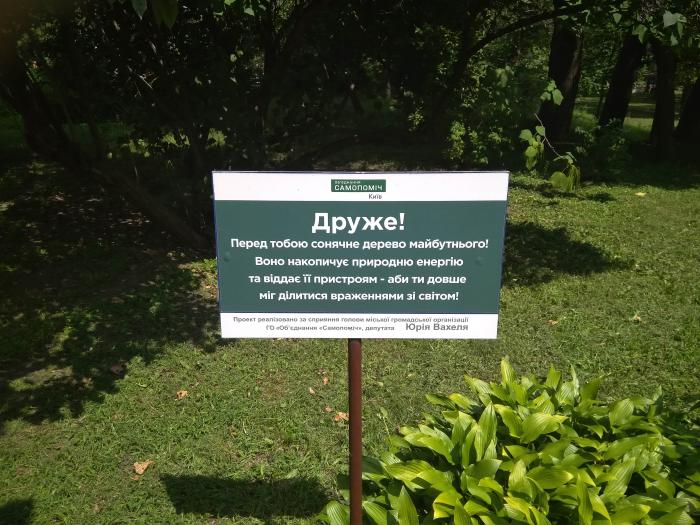 ОБ'ЄДНАННЯ
САМОПОМІЧ
Київ
Друже!
Перед тобою сонячне дерево майбутнього!
Воно накопичує природню енергію
та віддає її пристроям - аби ти довше
міг ділитися враженнями зі світом!
Проект реалізовано за сприяння голови міської громадської організації
ГО «Об'єднання «Самопоміч», депутата Юрія Вахеля